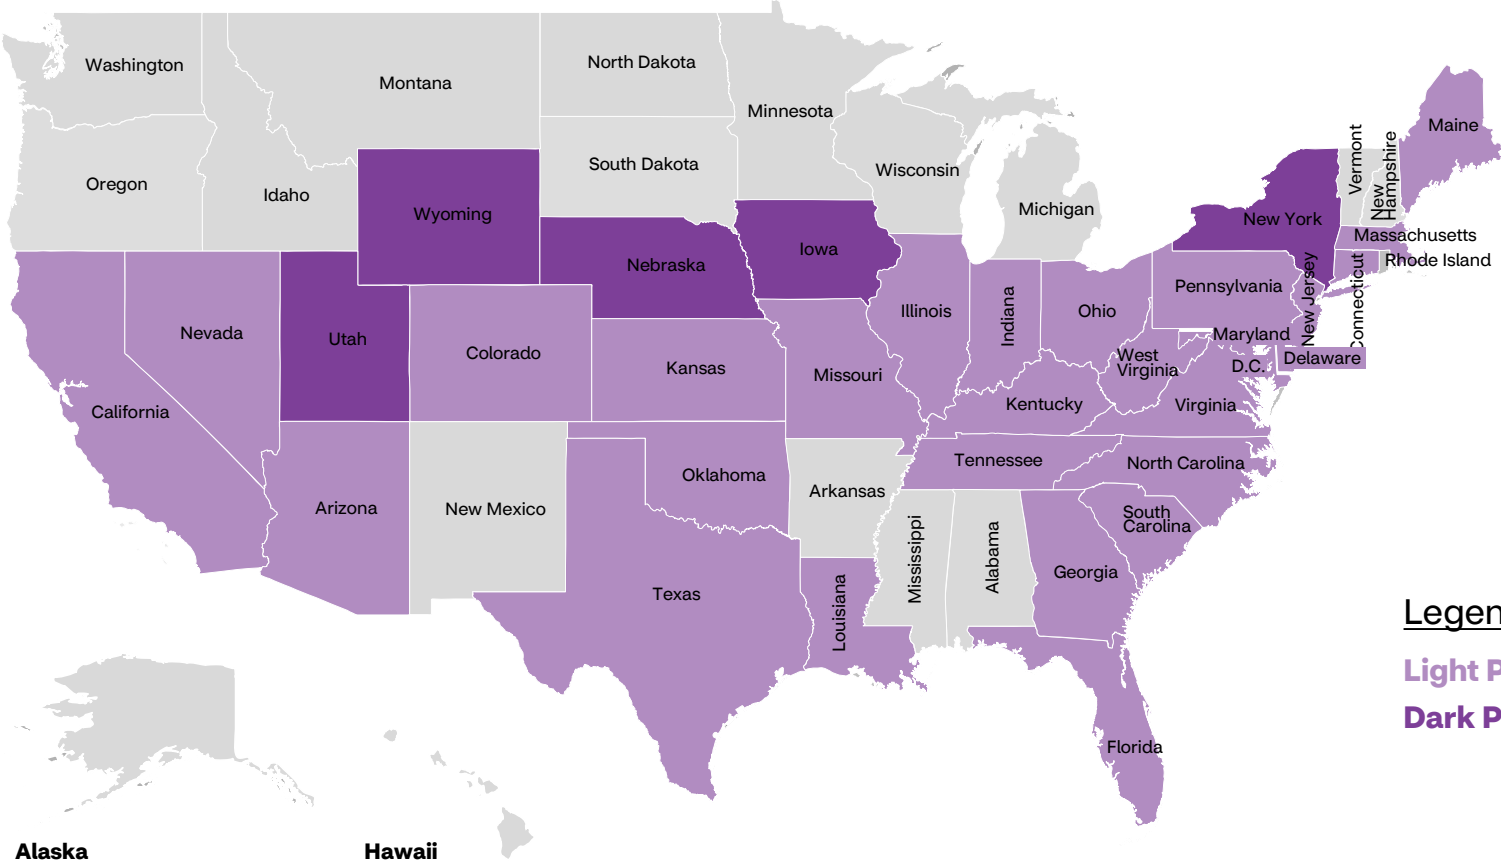 Washington
Montana
North Dakota
Minnesota
Maine
Vermont
New
Hampshire
Oregon
Idaho
South Dakota
Wisconsin
Michigan
Wyoming
New York
Massachusetts
Iowa
Nebraska
Rhode Island
Connecticut
New Jersey
Pennsylvania
Nevada
Utah
Colorado
Illinois
Indiana
Ohio
Maryland
Delaware
D.C.
West
Virginia
Kansas
Missouri
California
Kentucky
Virginia
Tennessee
North Carolina
Oklahoma
Arizona
New Mexico
Arkansas
South
Carolina
Mississippi
Alabama
Georgia
Texas
Louisiana
Florida
Legen
Light P
Dark P
Alaska
Hawaii